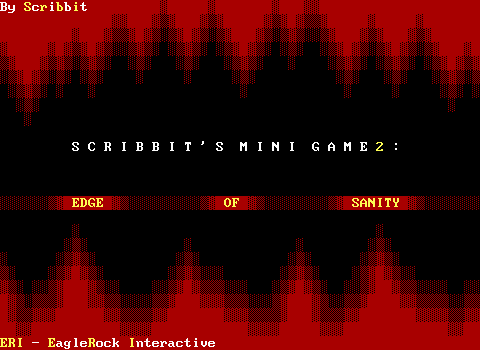 By Scribbit
SCRIBBIT'S MINI GAME2:
EDGE OF SANITY
ERI - EagleRock Interactive